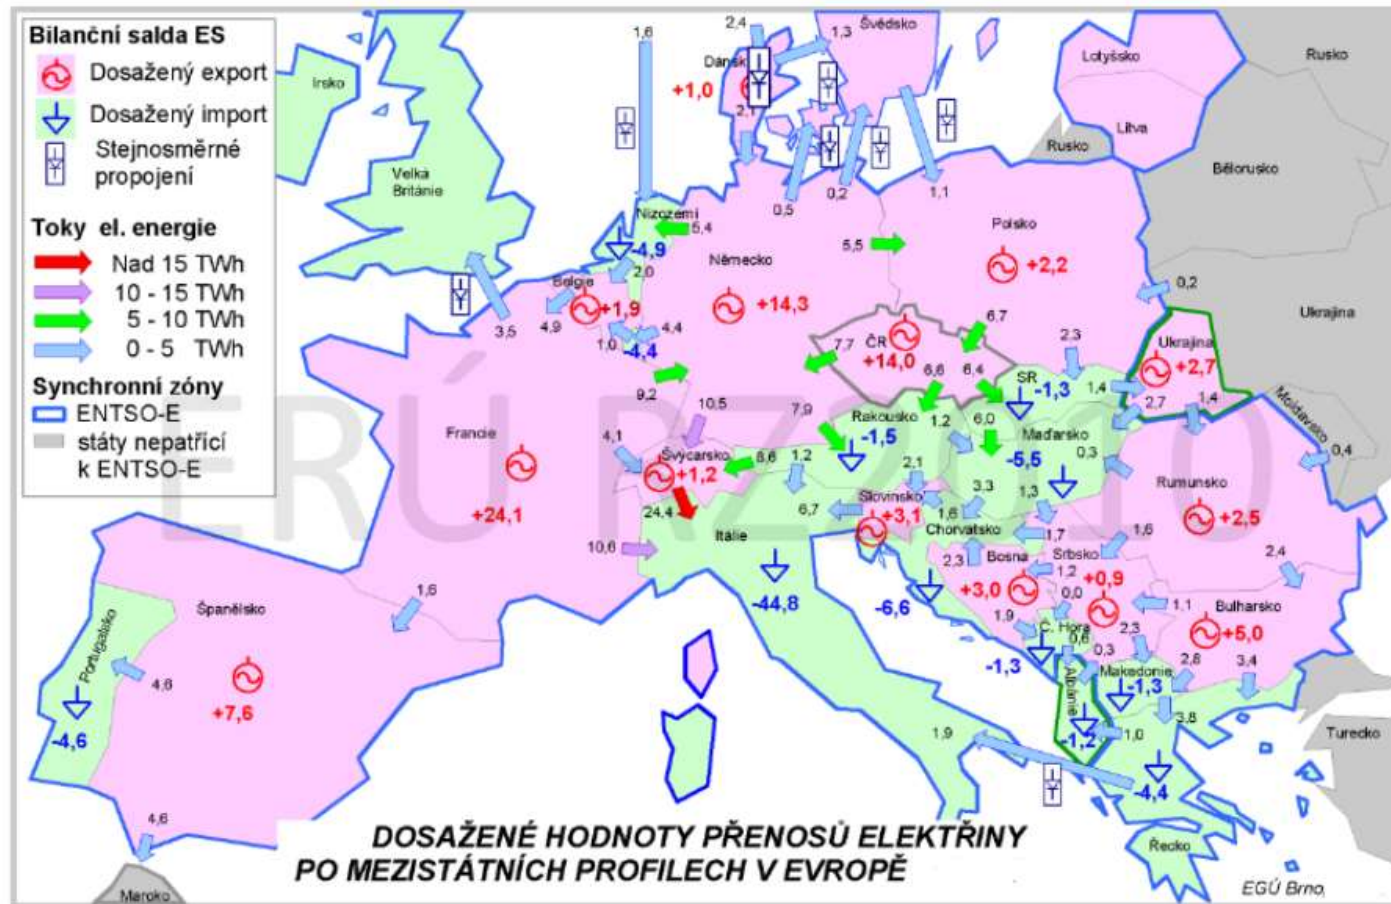 Bilanční salda ES
Dosažený export
Dosažený import
Stejnosměrné
propojení
Toky el. energie
Nad 15 TWh
10 - 15 TWh
5 - 10 TWh
0 - 5 TWh
Synchronní zóny
ENTSO-E
státy nepatřící
k ENTSO-E
ERÚ RZ 2010
1,6
2,4
1,3
Švédsko
Irsko
Dánsk
+1,0
2,1
Lotyšsko
Rusko
Litva
Rusko
Bělorusko
Velká
Británie
Nizozemí
5,4
-4,9
0,5
0,2
1,1
Polsko
5,5
+2,2
Německo
+14,3
2,0
Belgie
+1,9
4,9
3,5
1,0
4,4
-4,4
0,2
Ukrajina
Ukrajina
+2,7
ČR
+14,0
7,7
6,7
6,6
6,4
2,3
SR
-1,3
1,4
2,7
1,4
Moldavsko
0,4
9,2
10,5
7,9
Rakousko
-1,5
1,2
6,0
Maďarsko
-5,5
0,3
Francie
+24,1
4,1
Švýcarsko
+1,2
8,6
1,2
2,1
3,3
1,3
Rumunsko
+2,5
24,4
6,7
Slovinsko
+3,1
1,6
Chorvatsko
1,7
1,6
Itálie
10,6
-44,8
2,3
Bosna
+3,0
1,2
Srbsko
+0,9
0,0
2,4
-6,6
1,9
Č. Hora
0,6
0,3
2,3
1,1
Bulharsko
+5,0
-1,3
2,8
3,4
Makedonie
-1,3
Albánie
-1,2
1,0
3,8
Turecko
Španělsko
+7,6
1,6
Portugalsko
4,6
-4,6
4,6
Maroko
1,9
-4,4
Řecko
DOSAŽENÉ HODNOTY PŘENOSŮ ELEKTŘINY
PO MEZISTÁTNÍCH PROFILECH V EVROPĚ
EGÚ Brno,